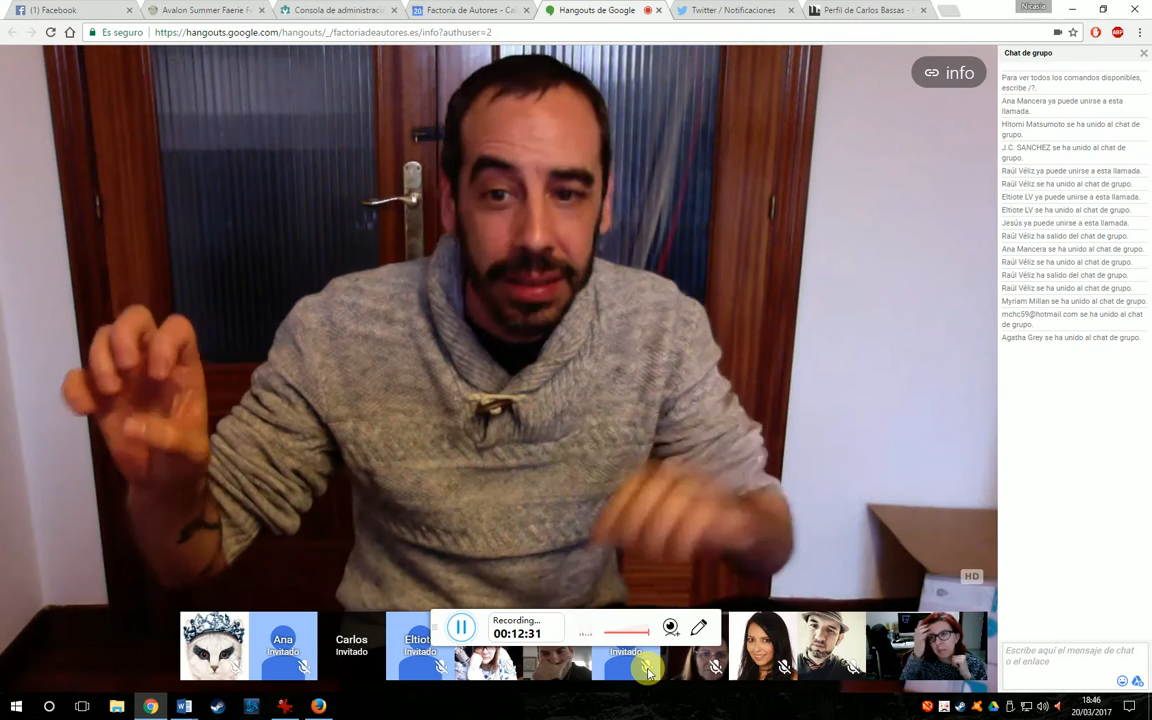 Nicasia
(1) Facebook
Avalon Summer Faerie F
Consola de administraci
Factoría de Autores - Ca
Hangouts de Google
Twitter / Notificaciones
Perfil de Carlos Bassas -
Es seguro
https://hangouts.google.com/hangouts/_/factoriadeautores.es/info?authuser=2
ABP
info
Chat de grupo
Para ver todos los comandos disponibles,
escribe /?.
Ana Mancera ya puede unirse a esta
llamada.
Hitomi Matsumoto se ha unido al chat de
grupo.
J.C. SANCHEZ se ha unido al chat de
grupo.
Raúl Véliz ya puede unirse a esta llamada.
Raúl Véliz se ha unido al chat de grupo.
Eltiote LV ya puede unirse a esta llamada.
Eltiote LV se ha unido al chat de grupo.
Jesús ya puede unirse a esta llamada.
Raúl Véliz ha salido del chat de grupo.
Ana Mancera se ha unido al chat de grupo.
Raúl Véliz se ha unido al chat de grupo.
Raúl Véliz ha salido del chat de grupo.
Raúl Véliz se ha unido al chat de grupo.
Myriam Millan se ha unido al chat de grupo.
mchc59@hotmail.com se ha unido al chat
de grupo.
Agatha Grey se ha unido al chat de grupo.
HD
Ana
Invitado
Carlos
Invitado
Eltiot
Invitado
Recording...
00:12:31
Invitado
Escribe aquí el mensaje de chat
o el enlace
18:46
20/03/2017